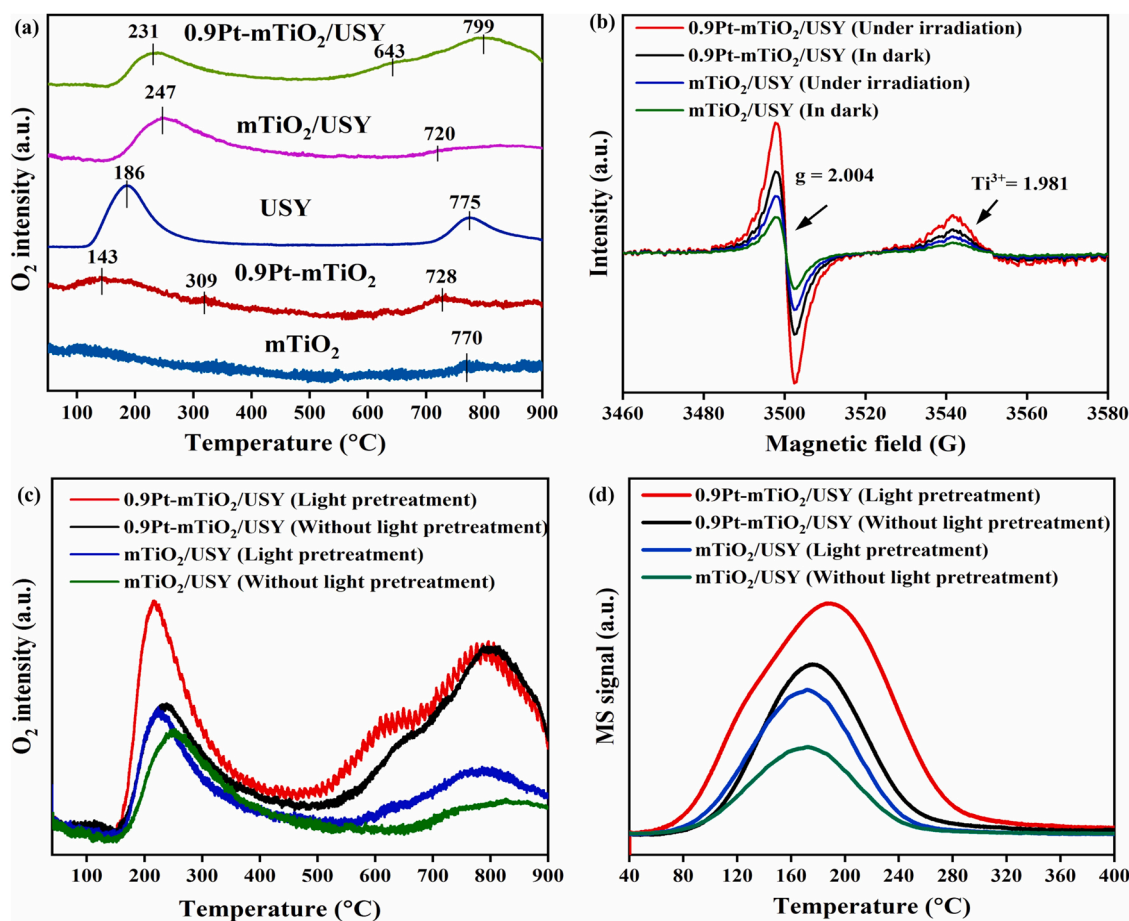 (a)
231
0.9Pt-mTiO₂/USY
643
799
247
mTiO₂/USY
720
186
USY
775
143
309
0.9Pt-mTiO₂
728
mTiO₂
770
O₂ intensity (a.u.)
100 200 300 400 500 600 700 800 900
Temperature (°C)
(b)
0.9Pt-mTiO₂/USY (Under irradiation)
0.9Pt-mTiO₂/USY (In dark)
mTiO₂/USY (Under irradiation)
mTiO₂/USY (In dark)
g = 2.004
Ti³⁺= 1.981
Intensity (a.u.)
3460 3480 3500 3520 3540 3560 3580
Magnetic field (G)
(c)
0.9Pt-mTiO₂/USY (Light pretreatment)
0.9Pt-mTiO₂/USY (Without light pretreatment)
mTiO₂/USY (Light pretreatment)
mTiO₂/USY (Without light pretreatment)
O₂ intensity (a.u.)
100 200 300 400 500 600 700 800 900
Temperature (°C)
(d)
0.9Pt-mTiO₂/USY (Light pretreatment)
0.9Pt-mTiO₂/USY (Without light pretreatment)
mTiO₂/USY (Light pretreatment)
mTiO₂/USY (Without light pretreatment)
MS signal (a.u.)
40 80 120 160 200 240 280 320 360 400
Temperature (°C)